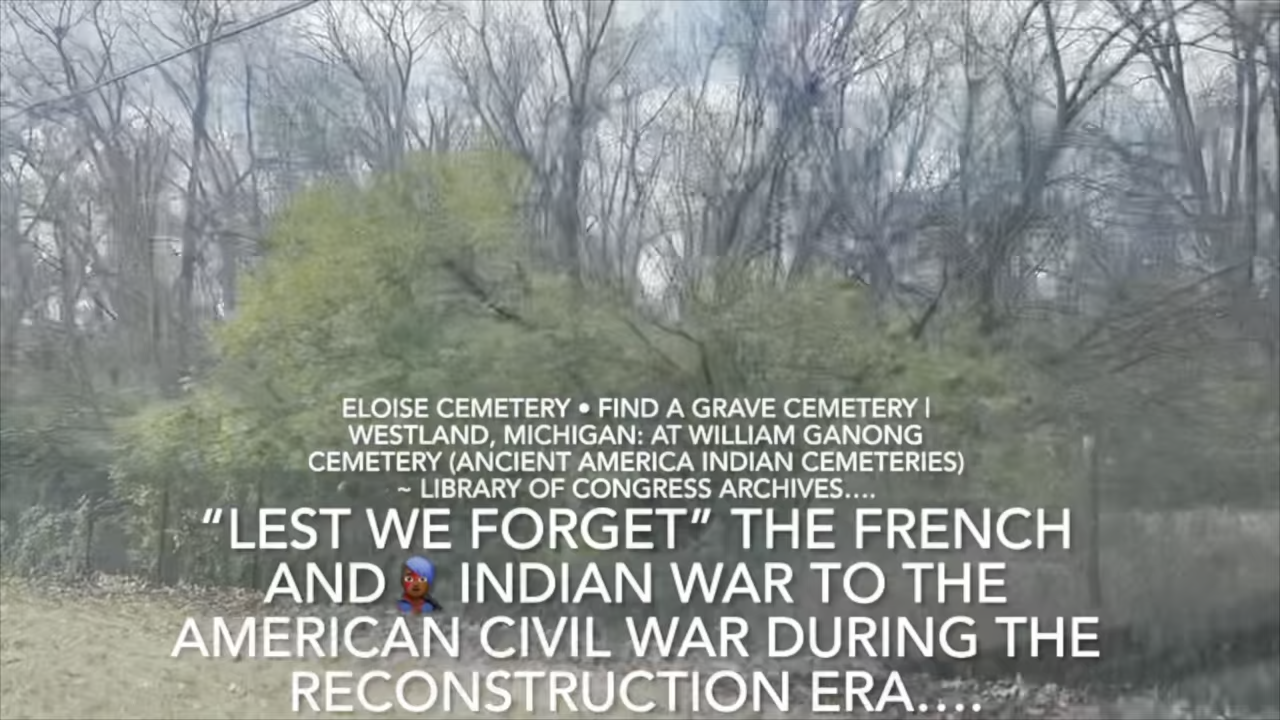 ELOISE CEMETERY • FIND A GRAVE CEMETERY |
WESTLAND, MICHIGAN: AT WILLIAM GANONG
CEMETERY (ANCIENT AMERICA INDIAN CEMETERIES)
~ LIBRARY OF CONGRESS ARCHIVES....
“LEST WE FORGET” THE FRENCH
AND INDIAN WAR TO THE
AMERICAN CIVIL WAR DURING THE
RECONSTRUCTION ERA....